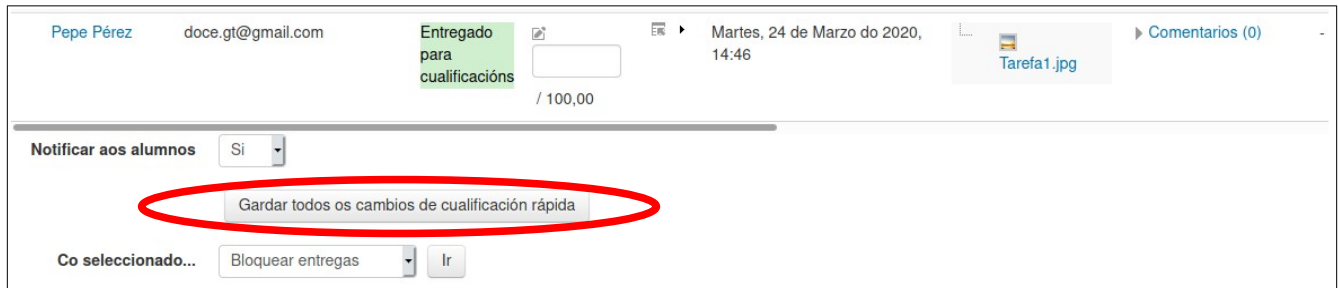 Pepe Pérez doce.gt@gmail.com Entregado para cualificacións / 100,00 Martes, 24 de Marzo do 2020, 14:46 Tarefa1.jpg Comentarios (0) -
Notificar aos alumnos Si
Gardar todos os cambios de cualificación rápida
Co seleccionado... Bloquear entregas Ir